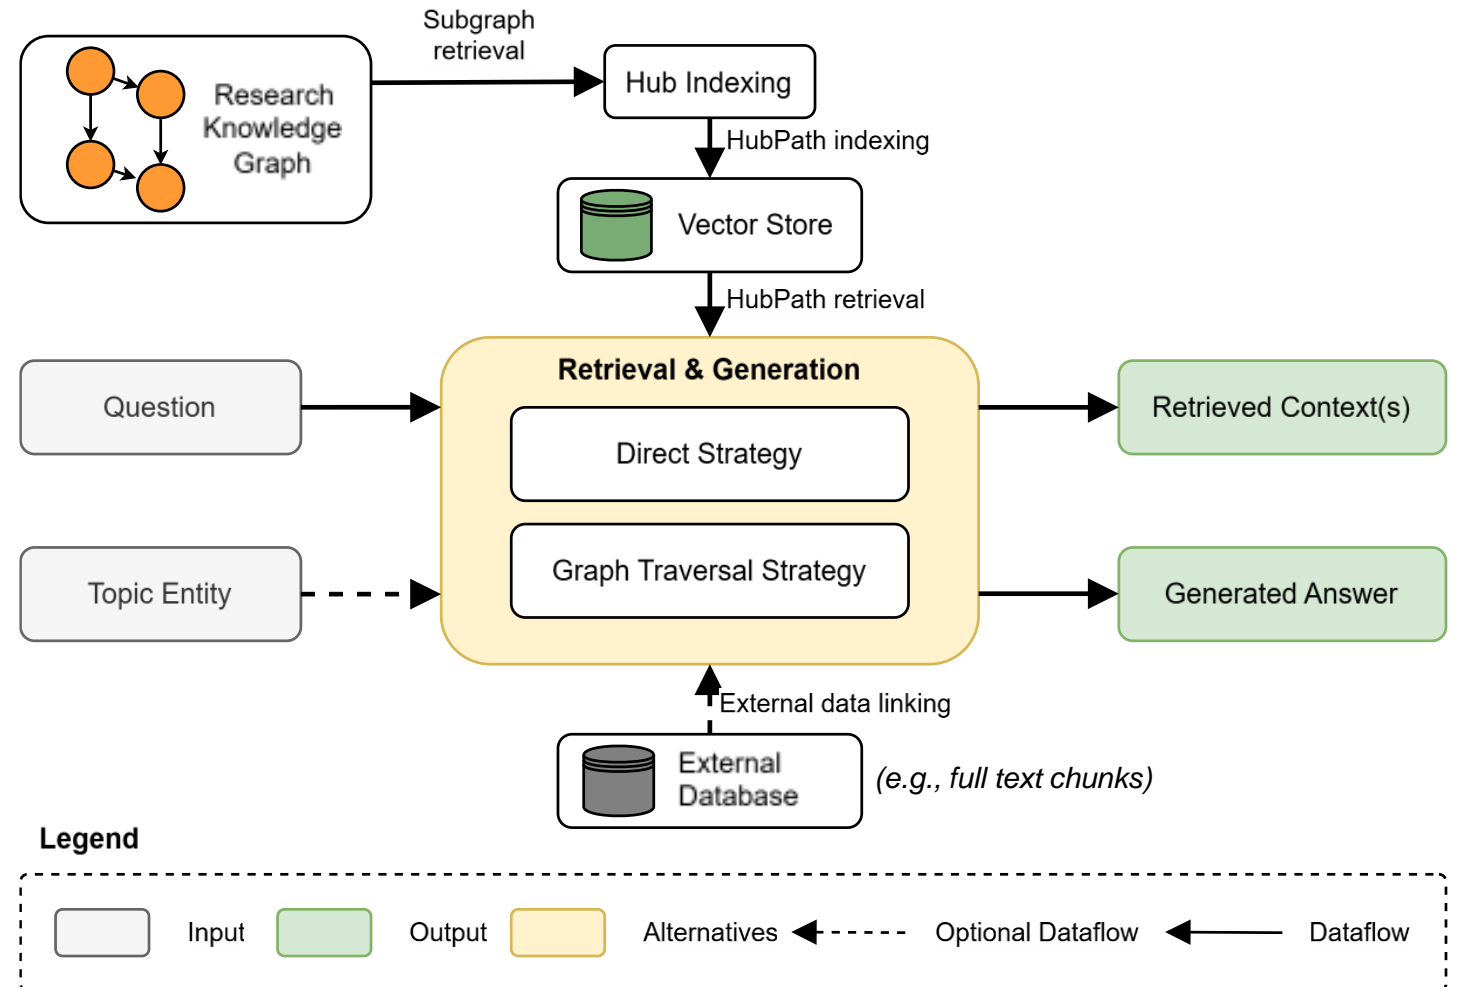 Subgraph
retrieval
Research
Knowledge
Graph
Hub Indexing
HubPath indexing
Vector Store
HubPath retrieval
Retrieval & Generation
Question
Direct Strategy
Retrieved Context(s)
Topic Entity
Graph Traversal Strategy
Generated Answer
External data linking
External
Database
(e.g., full text chunks)
Legend
Input
Output
Alternatives
Optional Dataflow
Dataflow